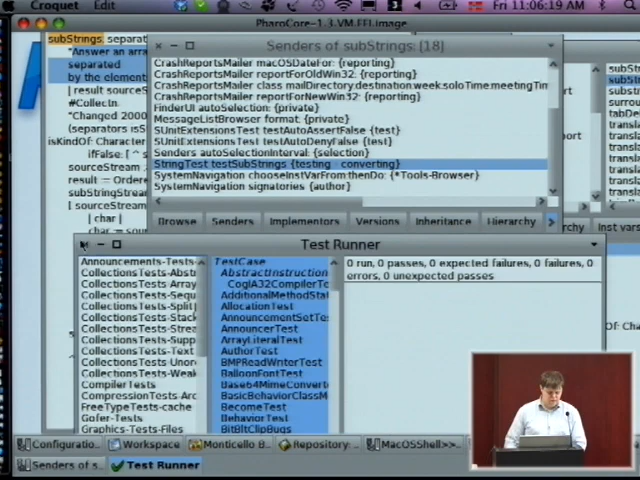 Croquet Edit Fri 11:06:19 AM
PharoCore-1.3.VM.FFI.image
subStrings: separat
"Answer an arra
separated
by the element
| result sourceS
#CollectIn.
"Changed 2000
(separators isS
isKindOf: Character
ifFalse: [ ^
sourceStream :
result := Ordere
subStringStream
[ sourceStream
| char |
char :=
Senders of subStrings: [18]
CrashReportsMailer macOSDateFor: {reporting}
CrashReportsMailer reportForOldWin32: {reporting}
CrashReportsMailer class mailDirectory:destination:week:soloTime:meetingTim
CrashReportsMailer reportForNewWin32: {reporting}
FinderUI autoSelection: {private}
MessageListBrowser format: {private}
SUnitExtensionsTest testAutoAssertFalse {test}
SUnitExtensionsTest testAutoDenyFalse {test}
Senders autoSelectionInterval: {selection}
StringTest testSubStrings {testing - converting}
SystemNavigation chooseInstVarFrom:thenDo: {*Tools-Browser}
SystemNavigation signatories {author}
Browse Senders Implementors Versions Inheritance Hierarchy
substrings
subStrings
surround
Inst vars
Test Runner
Announcements-Tests-
CollectionsTests-Abstr
CollectionsTests-Array
CollectionsTests-Sequ
CollectionsTests-SplitJ
CollectionsTests-Stack
CollectionsTests-Strea
CollectionsTests-Supp
CollectionsTests-Text
CollectionsTests-Unor
CollectionsTests-Weak
CompilerTests
CompressionTests-Arc
FreeTypeTests-cache
Gofer-Tests
Graphics-Tests-Files
TestCase
AbstractInstruction
CogIA32CompilerTe
AdditionalMethodStat
AllocationTest
AnnouncementSetTe
AnnouncerTest
ArrayLiteralTest
AuthorTest
BMPReadWriterTest
BalloonFontTest
Base64MimeConverte
BasicBehaviorClassM
BecomeTest
BehaviorTest
BitBltClipBugs
0 run, 0 passes, 0 expected failures, 0 failures, 0
errors, 0 unexpected passes
Configuratio.. Workspace Monticello B.. Repository: MacOSShell>>..
Senders of s.. Test Runner